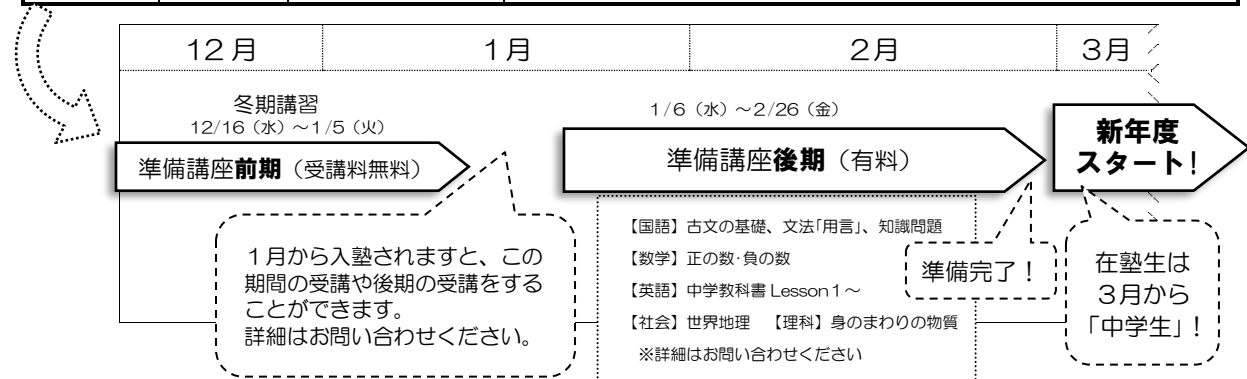 12月
1月
2月
3月
冬期講習
12/16（水）～1/5（火）
準備講座前期（受講料無料）
1/6（水）～2/26（金）
準備講座後期（有料）
新年度
スタート！
1月から入塾されますと、この
期間の受講や後期の受講をする
ことができます。
詳細はお問い合わせください。
【国語】古文の基礎、文法「用言」、知識問題
【数学】正の数・負の数
【英語】中学教科書 Lesson1～
【社会】世界地理　【理科】身のまわりの物質
※詳細はお問い合わせください
準備完了！
在塾生は
3月から
「中学生」！